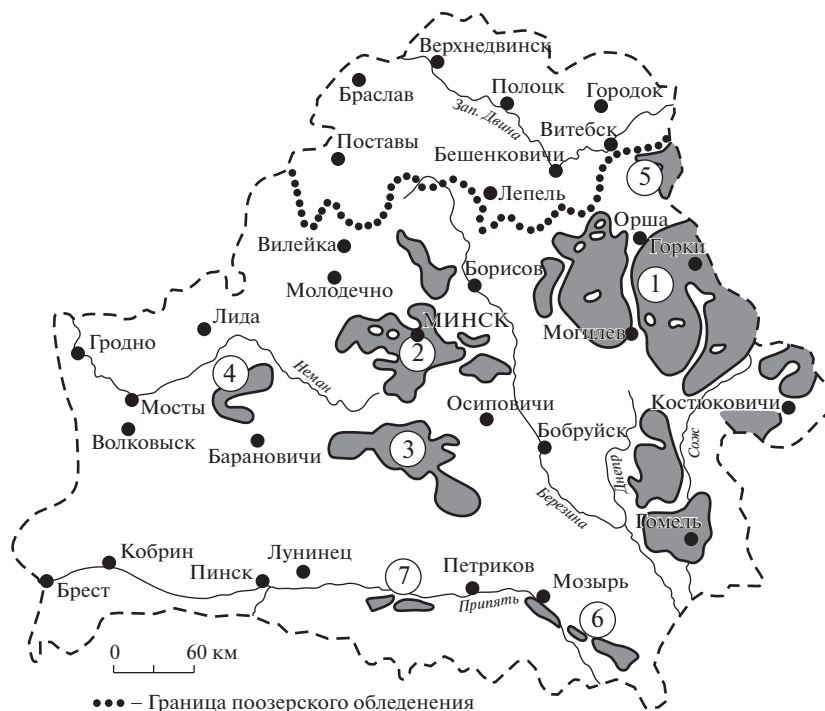 Верхнедвинск
Браслав
Полоцк
Городок
Зап. Двина
Витебск
Поставы
Бешенковичи
5
Лепель
Орша
Вилейка
Горки
Борисов
1
Молодечно
МИНСК
Лида
Могилев
Гродно
2
4
Неман
Мосты
Осиповичи
Костюковичи
Волковыск
Барановичи
3
Бобруйск
Днепр
Сож
Березина
Гомель
Кобрин
Лунинец
7
Петриков
Пинск
Мозырь
Брест
Припять
6
0 60 км
– Граница поозерского обледенения